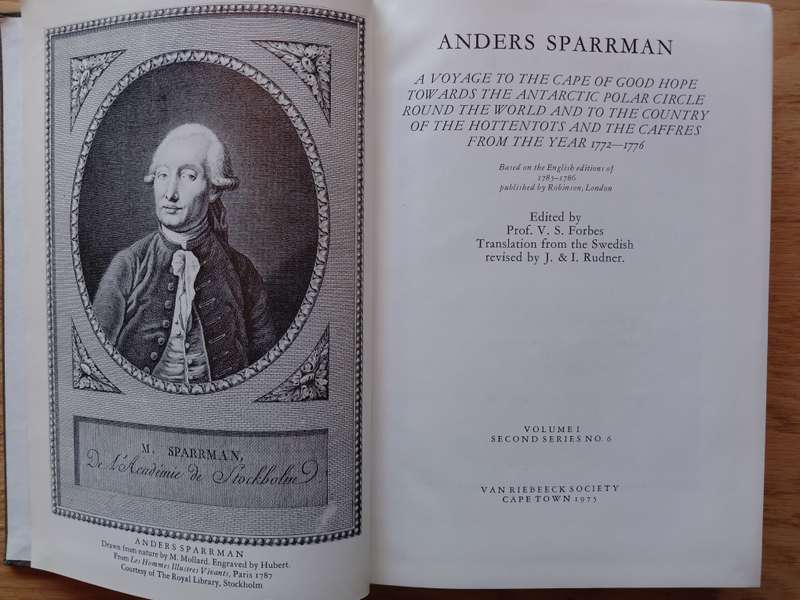 M. SPARRMAN,
De l'Académie de Stockholm
ANDERS SPARRMAN
Drawn from nature by M. Mollard. Engraved by Hubert.
From Les Hommes Illustres Vivants, Paris 1787
Courtesy of The Royal Library, Stockholm
ANDERS SPARRMAN
A VOYAGE TO THE CAPE OF GOOD HOPE
TOWARDS THE ANTARCTIC POLAR CIRCLE
ROUND THE WORLD AND TO THE COUNTRY
OF THE HOTTENTOTS AND THE CAFFRES
FROM THE YEAR 1772—1776
Based on the English editions of
1785-1786
published by Robinson, London
Edited by
Prof. V. S. Forbes
Translation from the Swedish
revised by J. & I. Rudner.
VOLUME I
SECOND SERIES NO. 6
VAN RIEBEECK SOCIETY
CAPE TOWN 1975